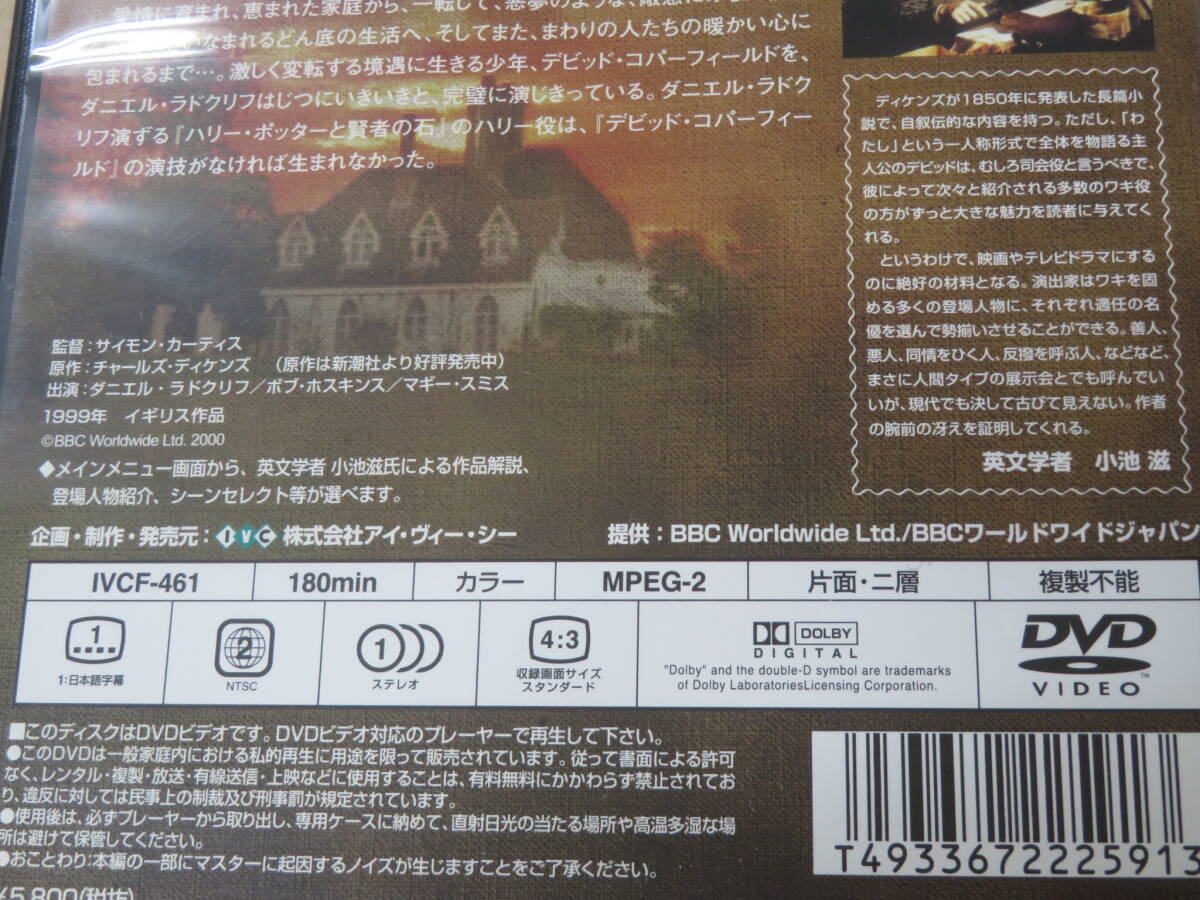 愛情に育まれ、恵まれた家庭から、一転して、悪夢のような、敵意にみ
なまれるどん底の生活へ、そしてまた、まわりの人たちの暖かい心に
包まれるまで…。激しく変転する境遇に生きる少年、デビッド・コパーフィールドを、
ダニエル・ラドクリフはじつにいきいきと、完璧に演じきっている。ダニエル・ラドク
リフ演ずる『ハリー・ポッターと賢者の石』のハリー役は、『デビッド・コパーフィー
ルド』の演技がなければ生まれなかった。
ディケンズが1850年に発表した長篇小
説で、自叙伝的な内容を持つ。ただし、「わ
たし」という一人称形式で全体を物語る主
人公のデビッドは、むしろ司会役と言うべきで、
彼によって次々と紹介される多数のワキ役
の方がずっと大きな魅力を読者に与えてく
れる。
というわけで、映画やテレビドラマにする
のに絶好の材料となる。演出家はワキを固
める多くの登場人物に、それぞれ適任の名
優を選んで勢揃いさせることができる。善人、
悪人、同情をひく人、反撥を呼ぶ人、などなど、
まさに人間タイプの展示会とでも呼んでい
いが、現代でも決して古びて見えない。作者
の腕前の冴えを証明してくれる。
英文学者 小池 滋
監督：サイモン・カーティス
原作：チャールズ・ディケンズ （原作は新潮社より好評発売中）
出演：ダニエル・ラドクリフ／ボブ・ホスキンス／マギー・スミス
1999年 イギリス作品
©BBC Worldwide Ltd. 2000
◆メインメニュー画面から、英文学者 小池滋氏による作品解説、
登場人物紹介、シーンセレクト等が選べます。
企画・制作・発売元：IVC 株式会社アイ・ヴィー・シー
提供：BBC Worldwide Ltd./BBCワールドワイドジャパン
IVCF-461 180min カラー MPEG-2 片面・二層 複製不能
1 2 1 4:3
1:日本語字幕 NTSC ステレオ 収録画面サイズ
スタンダード
DOLBY
DIGITAL
"Dolby" and the double-D symbol are trademarks
of Dolby LaboratoriesLicensing Corporation.
DVD
™
VIDEO
■このディスクはDVDビデオです。DVDビデオ対応のプレーヤーで再生して下さい。
●このDVDは一般家庭内における私的再生に用途を限って販売されています。従って書面による許可
なく、レンタル・複製・放送・有線送信・上映などに使用することは、有料無料にかかわらず禁止されてお
り、違反に対しては民事上の制裁及び刑事罰が規定されています。
●使用後は、必ずプレーヤーから取り出し、専用ケースに納めて、直射日光の当たる場所や高温多湿な場
所は避けて保管してください。
●おことわり：本編の一部にマスターに起因するノイズが生じますことをご了承ください。
¥5,800(税抜)
T4933672225913